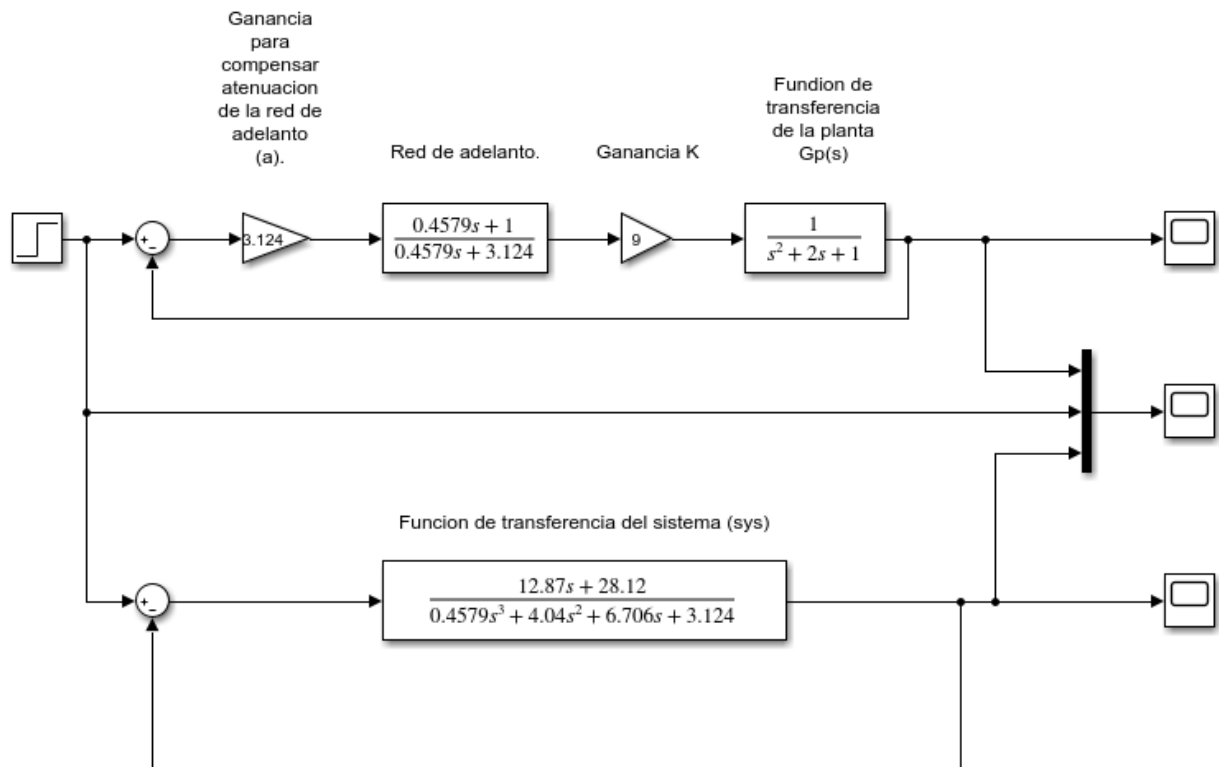 Ganancia
para
compensar
atenuacion
de la red de
adelanto
(a).
Red de adelanto.
Ganancia K
Fundion de
transferencia
de la planta
Gp(s)
+
−
3.124
0.4579s + 1
0.4579s + 3.124
9
1
s² + 2s + 1
Funcion de transferencia del sistema (sys)
+
−
12.87s + 28.12
0.4579s³ + 4.04s² + 6.706s + 3.124